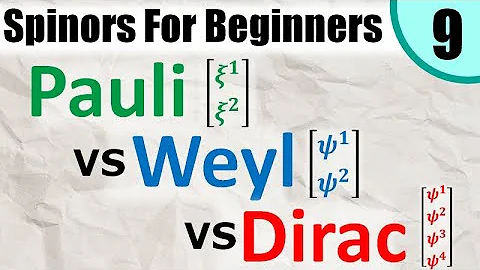 Spinors For Beginners 9
Pauli [ξ¹ ξ²]
vs Weyl [ψ¹ ψ²]
vs Dirac [ψ¹ ψ² ψ³ ψ⁴]